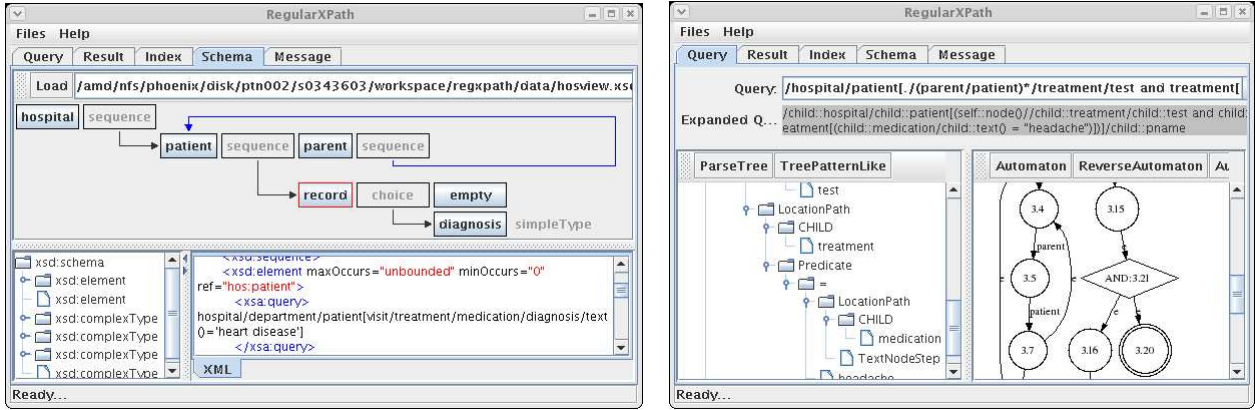 RegularXPath
Files Help
Query Result Index Schema Message
Load /amd/nfs/phoenix/disk/ptn002/s0343603/workspace/regxpath/data/hosview.xsd
hospital sequence
patient sequence parent sequence
record choice empty
diagnosis simpleType
xsd:schema
xsd:element
xsd:element
xsd:complexType
xsd:complexType
xsd:complexType
xsd:complexType
<xsd:sequence>
<xsd:element maxOccurs="unbounded" minOccurs="0"
ref="hos:patient">
<xsa:query>
hospital/department/patient[visit/treatment/medication/diagnosis/text
()='heart disease']
</xsa:query>
XML
Ready...
RegularXPath
Files Help
Query Result Index Schema Message
Query: /hospital/patient[./(parent/patient)*/treatment/test and treatment[
Expanded Q... /child::hospital/child::patient[(self::node()//child::treatment/child::test and child:
eatment[(child::medication/child::text() = "headache")])]/child::pname
ParseTree TreePatternLike
test
LocationPath
CHILD
treatment
Predicate
=
LocationPath
CHILD
medication
TextNodeStep
headache
Automaton ReverseAutomaton Au
3.4 3.15
parent e
3.5 AND:3.21
patient e e
3.7 3.16 3.20
Ready...